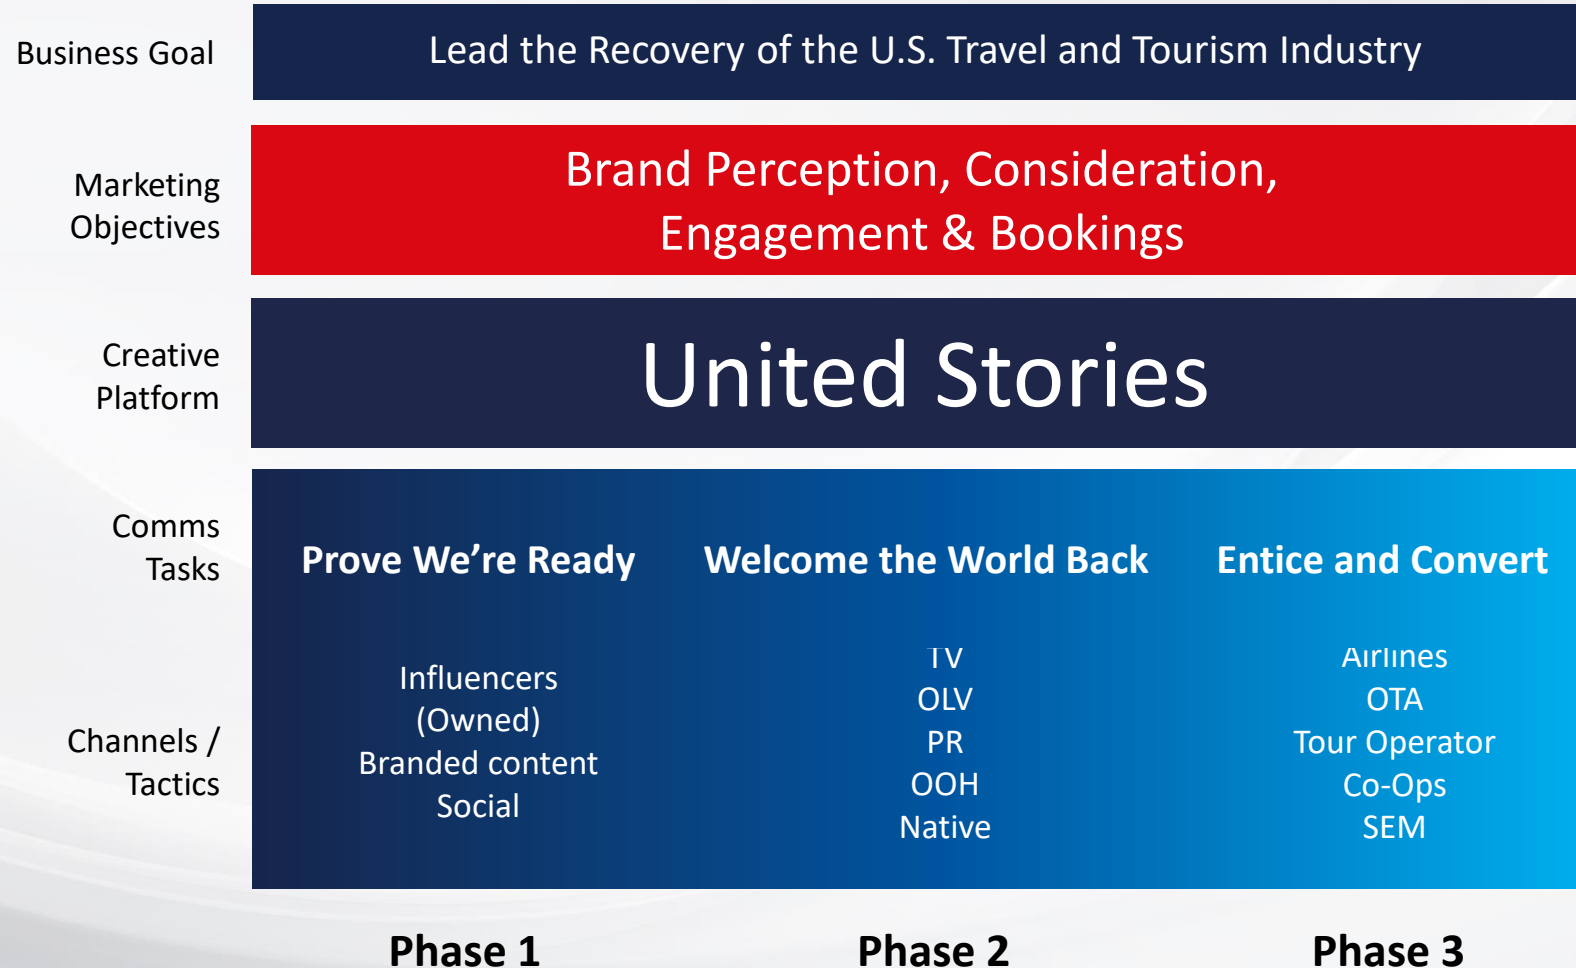 Business Goal
Lead the Recovery of the U.S. Travel and Tourism Industry
Marketing
Objectives
Brand Perception, Consideration,
Engagement & Bookings
Creative
Platform
United Stories
Comms
Tasks
Prove We’re Ready
Welcome the World Back
Entice and Convert
Channels /
Tactics
Influencers
(Owned)
Branded content
Social
TV
OLV
PR
OOH
Native
Airlines
OTA
Tour Operator
Co-Ops
SEM
Phase 1
Phase 2
Phase 3